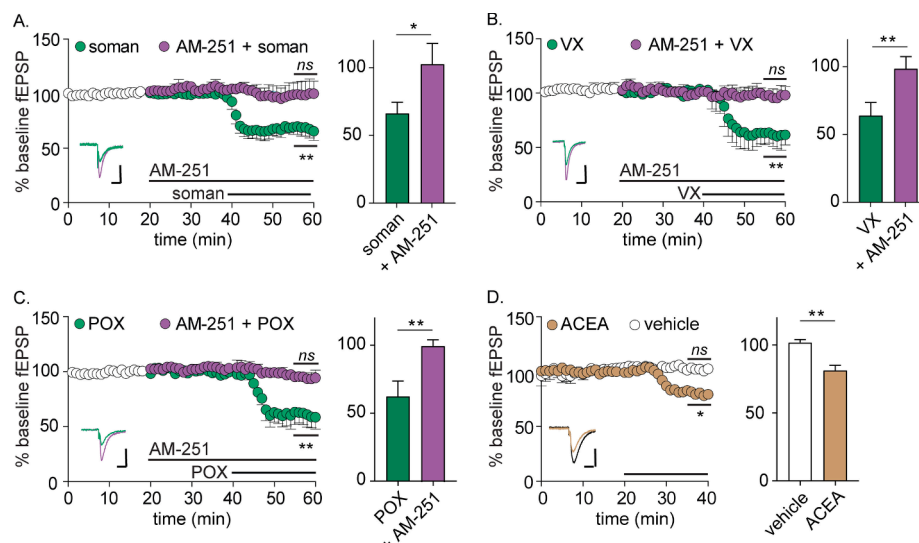 A.
soman
AM-251 + soman
% baseline fEPSP
150
100
50
0
ns
**
AM-251
soman
0 10 20 30 40 50 60
time (min)
*
100
50
0
soman
+ AM-251
B.
VX
AM-251 + VX
% baseline fEPSP
150
100
50
0
ns
**
AM-251
VX
0 10 20 30 40 50 60
time (min)
**
100
50
0
VX
+ AM-251
C.
POX
AM-251 + POX
% baseline fEPSP
150
100
50
0
ns
**
AM-251
POX
0 10 20 30 40 50 60
time (min)
**
100
50
0
POX
AM-251
D.
ACEA
vehicle
% baseline fEPSP
150
100
50
0
ns
*
0 10 20 30 40
time (min)
**
100
50
0
vehicle
ACEA